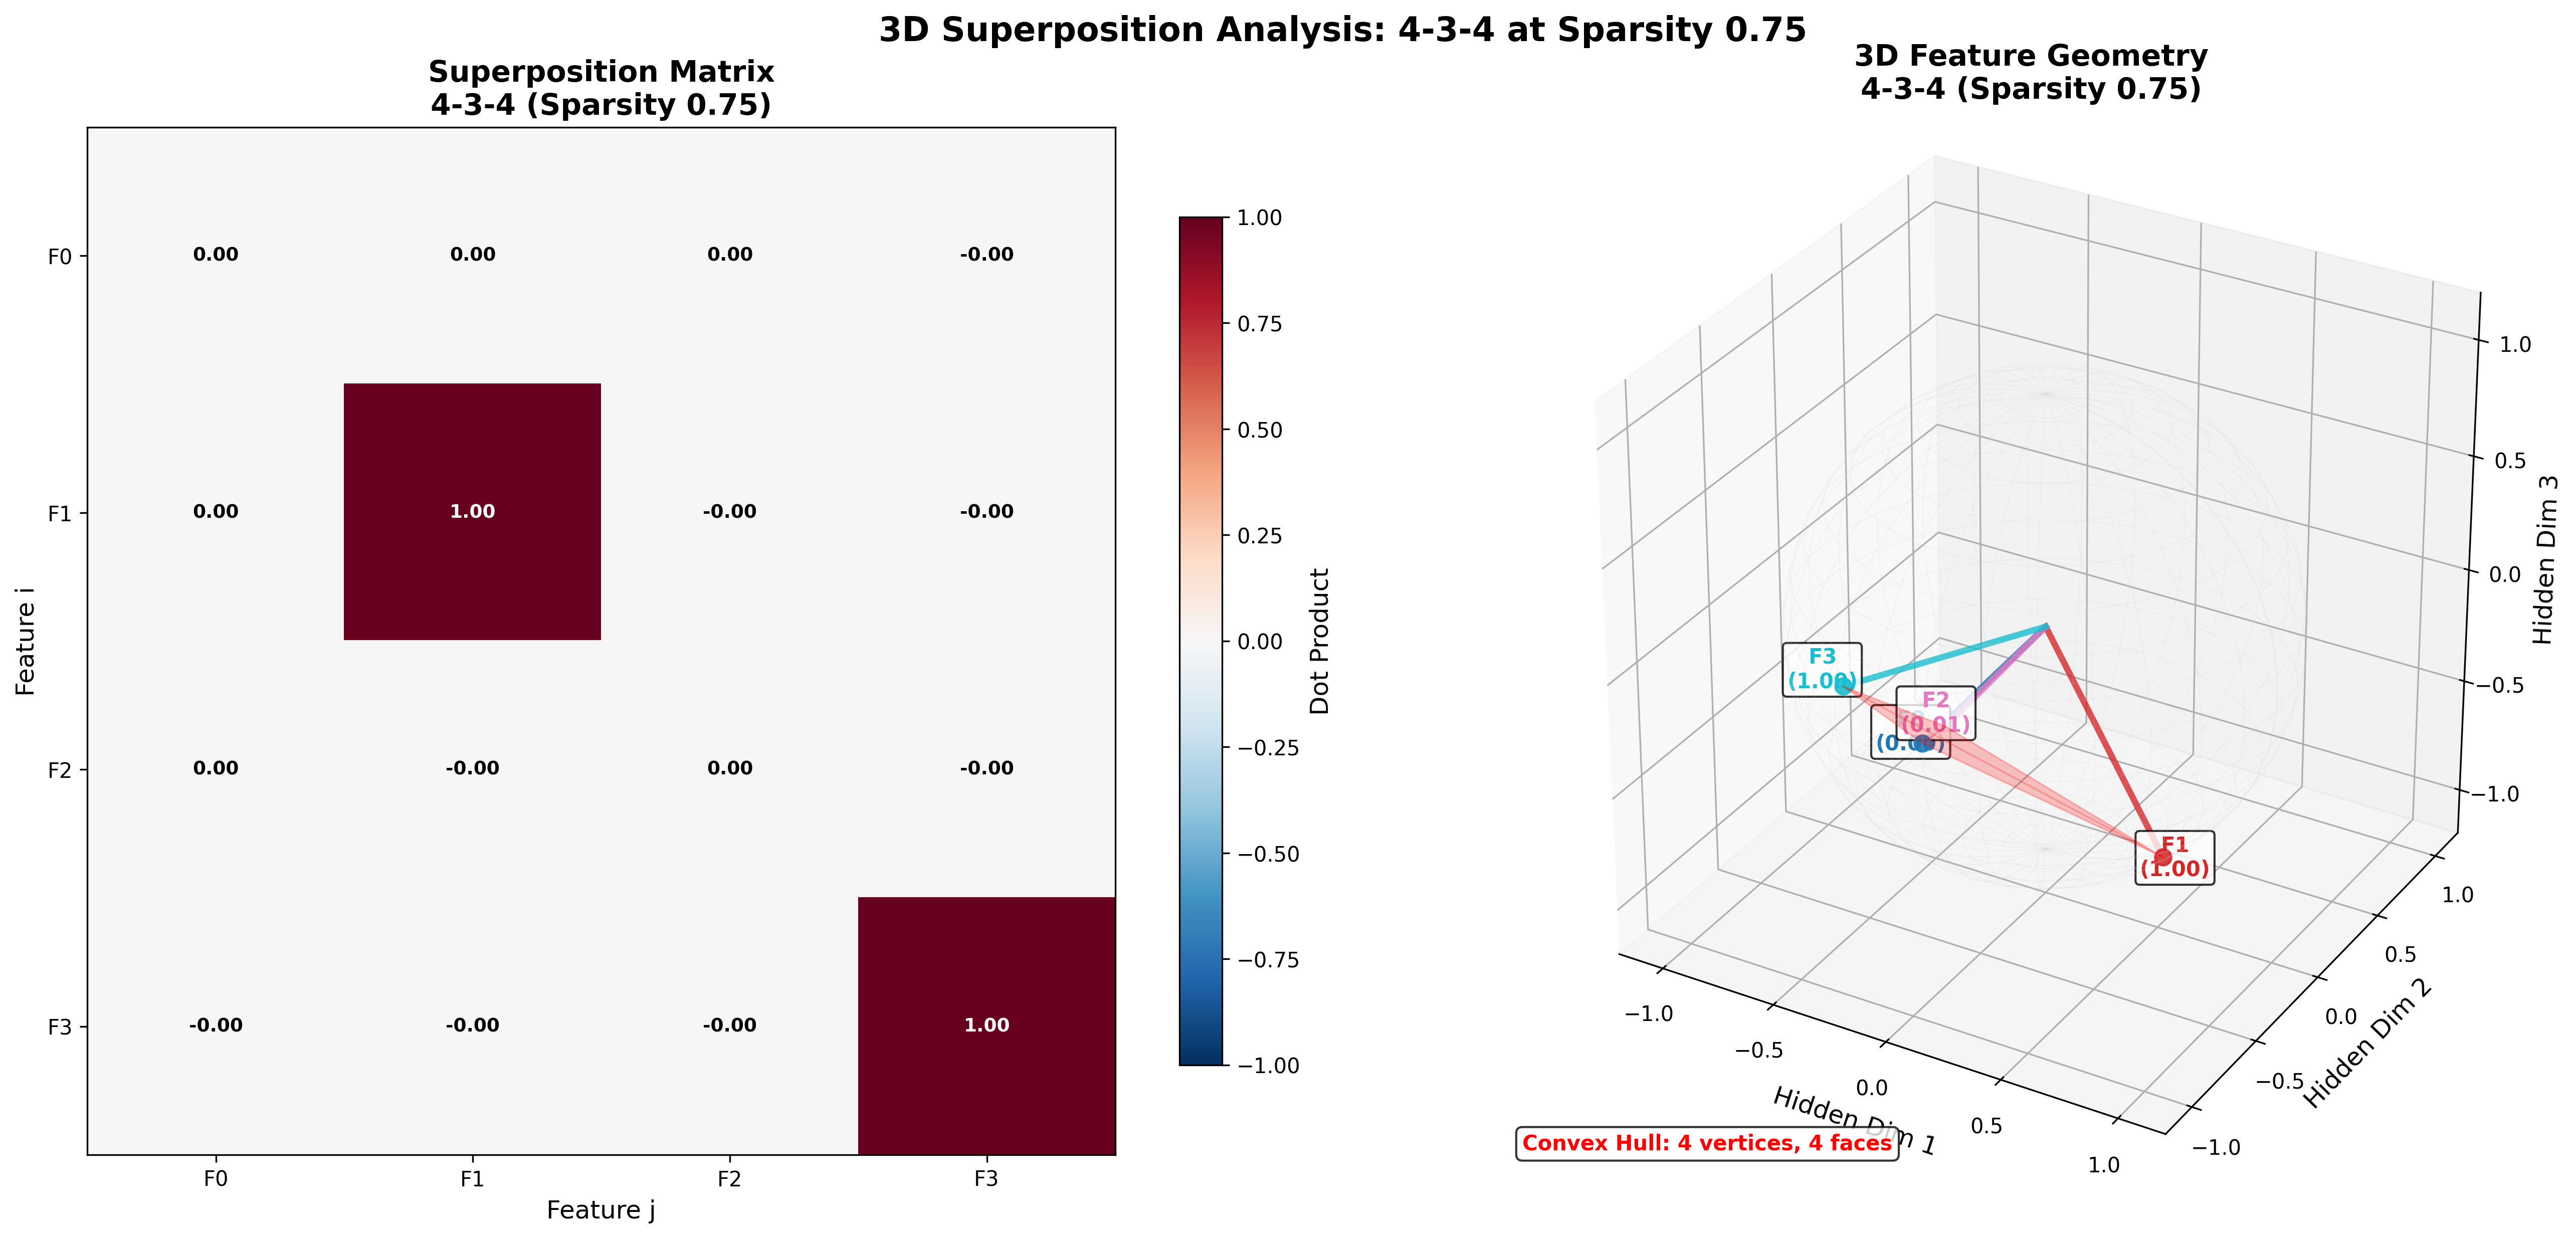 3D Superposition Analysis: 4-3-4 at Sparsity 0.75
Superposition Matrix
4-3-4 (Sparsity 0.75)
F0
0.00
0.00
0.00
-0.00
F1
0.00
1.00
-0.00
-0.00
F2
0.00
-0.00
0.00
-0.00
F3
-0.00
-0.00
-0.00
1.00
F0
F1
F2
F3
Feature j
Feature i
1.00
0.75
0.50
0.25
0.00
−0.25
−0.50
−0.75
−1.00
Dot Product
3D Feature Geometry
4-3-4 (Sparsity 0.75)
F3
(1.00)
F2
(0.01)
F1
(1.00)
1.0
0.5
0.0
−0.5
−1.0
Hidden Dim 3
1.0
0.5
0.0
−0.5
−1.0
Hidden Dim 2
−1.0
−0.5
0.0
0.5
1.0
Hidden Dim 1
Convex Hull: 4 vertices, 4 faces